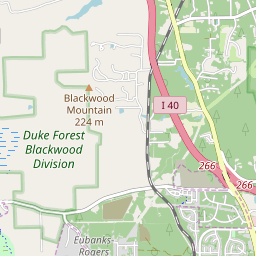 Blackwood
Mountain
224 m
I 40
Duke Forest
Blackwood
Division
266
266
Eubanks-
Rogers